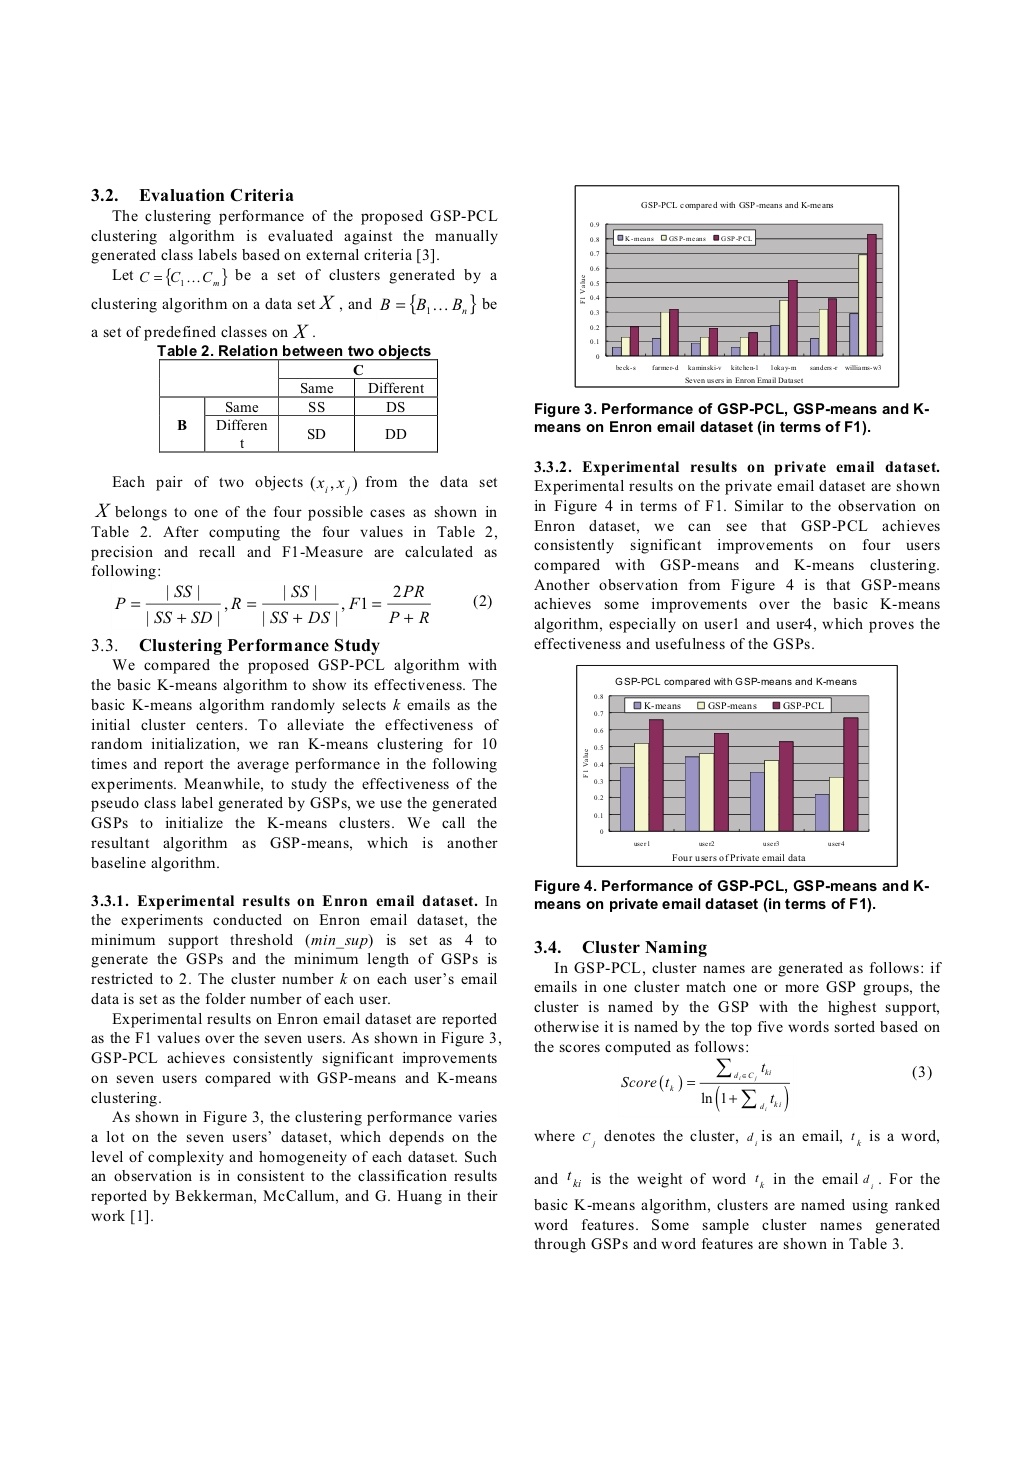 3.2. Evaluation Criteria
The clustering performance of the proposed GSP-PCL
clustering algorithm is evaluated against the manually
generated class labels based on external criteria [3].
Let C = {C1 … Cm} be a set of clusters generated by a
clustering algorithm on a data set X , and B = {B1 … Bn} be
a set of predefined classes on X .
Table 2. Relation between two objects
C
Same Different
B Same SS DS
Differen
t SD DD
Each pair of two objects (xi , xj) from the data set
X belongs to one of the four possible cases as shown in
Table 2. After computing the four values in Table 2,
precision and recall and F1-Measure are calculated as
following:
P = | SS | / | SS + SD | , R = | SS | / | SS + DS | , F1 = 2PR / P + R (2)
3.3. Clustering Performance Study
We compared the proposed GSP-PCL algorithm with
the basic K-means algorithm to show its effectiveness. The
basic K-means algorithm randomly selects k emails as the
initial cluster centers. To alleviate the effectiveness of
random initialization, we ran K-means clustering for 10
times and report the average performance in the following
experiments. Meanwhile, to study the effectiveness of the
pseudo class label generated by GSPs, we use the generated
GSPs to initialize the K-means clusters. We call the
resultant algorithm as GSP-means, which is another
baseline algorithm.
3.3.1. Experimental results on Enron email dataset. In
the experiments conducted on Enron email dataset, the
minimum support threshold (min_sup) is set as 4 to
generate the GSPs and the minimum length of GSPs is
restricted to 2. The cluster number k on each user's email
data is set as the folder number of each user.
Experimental results on Enron email dataset are reported
as the F1 values over the seven users. As shown in Figure 3,
GSP-PCL achieves consistently significant improvements
on seven users compared with GSP-means and K-means
clustering.
As shown in Figure 3, the clustering performance varies
a lot on the seven users' dataset, which depends on the
level of complexity and homogeneity of each dataset. Such
an observation is in consistent to the classification results
reported by Bekkerman, McCallum, and G. Huang in their
work [1].
GSP-PCL compared with GSP-means and K-means
0.9
0.8
0.7
0.6
0.5
0.4
0.3
0.2
0.1
0
F1 Value
K-means GSP-means GSP-PCL
beck-s farmer-d kaminski-v kitchen-l lokay-m sanders-r williams-w3
Seven users in Enron Email Dataset
Figure 3. Performance of GSP-PCL, GSP-means and K-
means on Enron email dataset (in terms of F1).
3.3.2. Experimental results on private email dataset.
Experimental results on the private email dataset are shown
in Figure 4 in terms of F1. Similar to the observation on
Enron dataset, we can see that GSP-PCL achieves
consistently significant improvements on four users
compared with GSP-means and K-means clustering.
Another observation from Figure 4 is that GSP-means
achieves some improvements over the basic K-means
algorithm, especially on user1 and user4, which proves the
effectiveness and usefulness of the GSPs.
GSP-PCL compared with GSP-means and K-means
0.8
0.7
0.6
0.5
0.4
0.3
0.2
0.1
0
F1 Value
K-means GSP-means GSP-PCL
user1 user2 user3 user4
Four users of Private email data
Figure 4. Performance of GSP-PCL, GSP-means and K-
means on private email dataset (in terms of F1).
3.4. Cluster Naming
In GSP-PCL, cluster names are generated as follows: if
emails in one cluster match one or more GSP groups, the
cluster is named by the GSP with the highest support,
otherwise it is named by the top five words sorted based on
the scores computed as follows:
Score(tk) = ∑di∈Cj tki / ln(1 + ∑di tki) (3)
where Cj denotes the cluster, di is an email, tk is a word,
and tki is the weight of word tk in the email di . For the
basic K-means algorithm, clusters are named using ranked
word features. Some sample cluster names generated
through GSPs and word features are shown in Table 3.